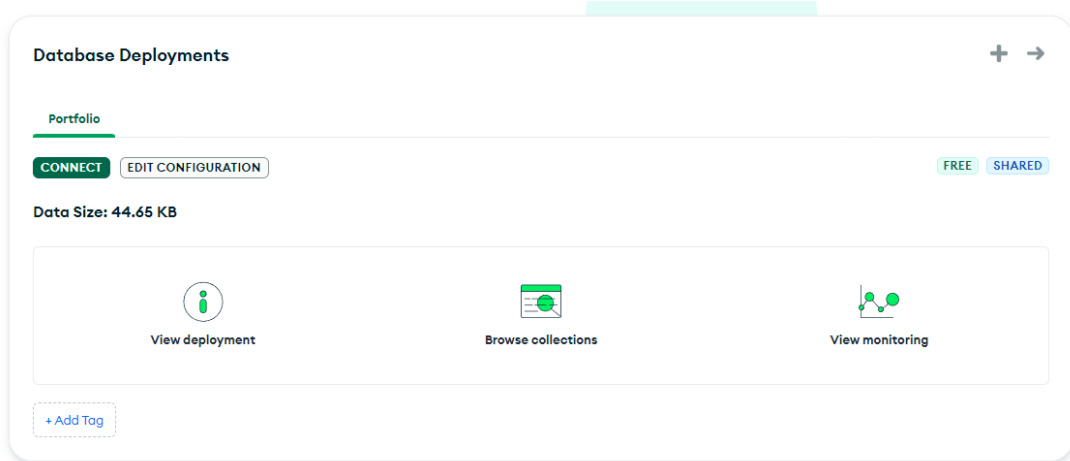 Database Deployments
Portfolio
CONNECT EDIT CONFIGURATION FREE SHARED
Data Size: 44.65 KB
View deployment Browse collections View monitoring
+ Add Tag